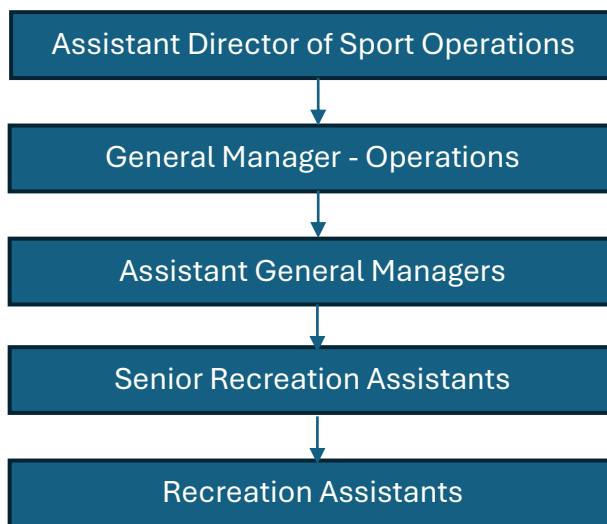 Assistant Director of Sport Operations
General Manager - Operations
Assistant General Managers
Senior Recreation Assistants
Recreation Assistants